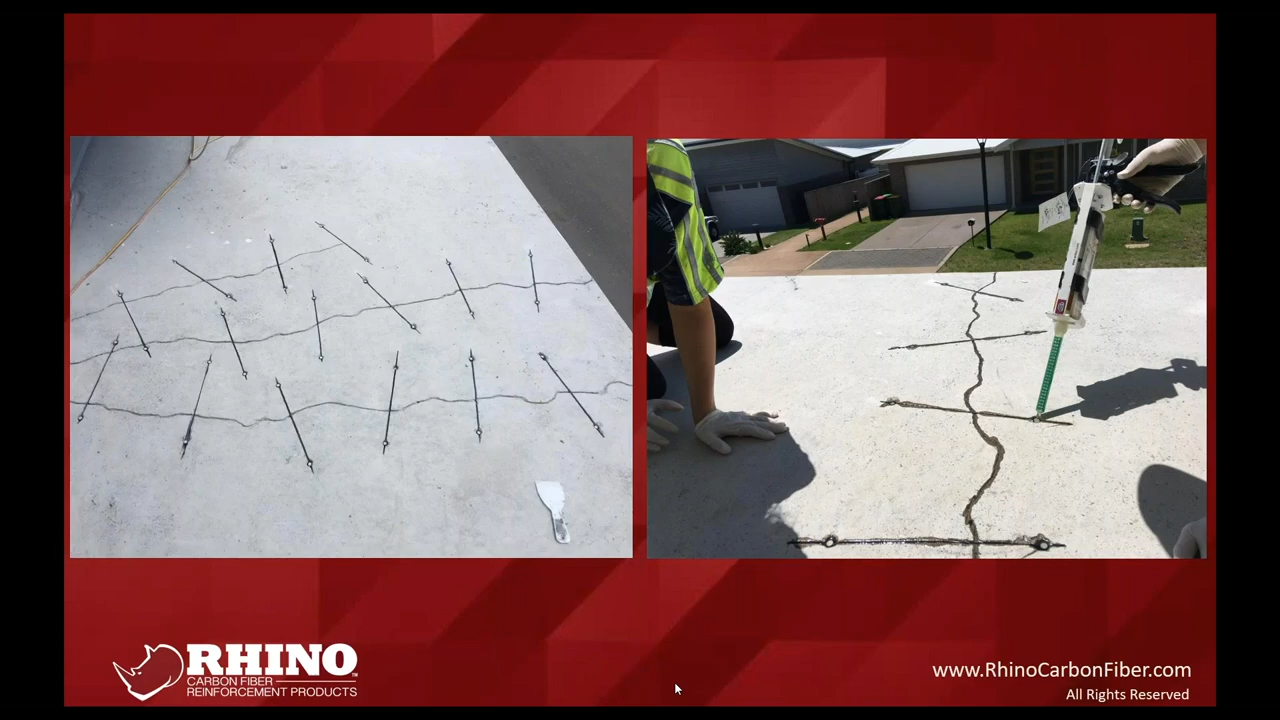 RHINO
CARBON FIBER
REINFORCEMENT PRODUCTS
www.RhinoCarbonFiber.com
All Rights Reserved